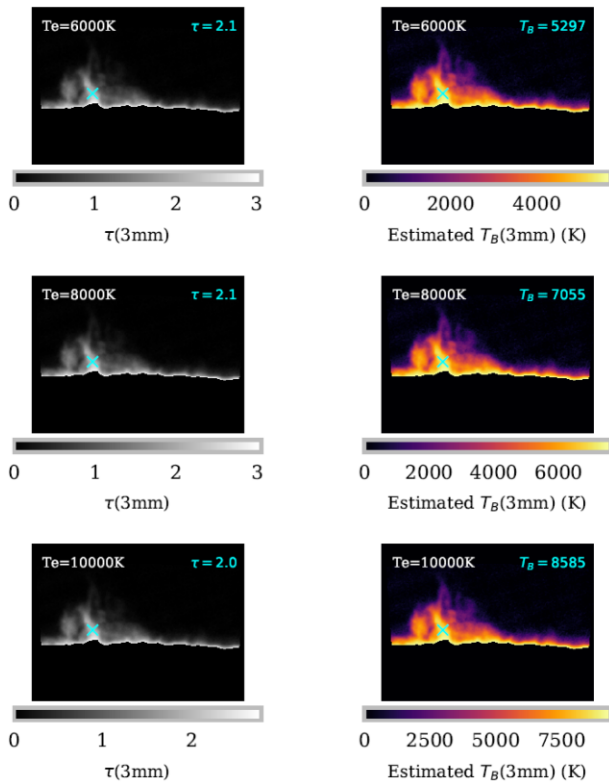 Te=6000K τ = 2.1
Te=6000K T_B = 5297
0 1 2 3
0 2000 4000
τ(3mm)
Estimated T_B(3mm) (K)
Te=8000K τ = 2.1
Te=8000K T_B = 7055
0 1 2 3
0 2000 4000 6000
τ(3mm)
Estimated T_B(3mm) (K)
Te=10000K τ = 2.0
Te=10000K T_B = 8585
0 1 2
0 2500 5000 7500
τ(3mm)
Estimated T_B(3mm) (K)